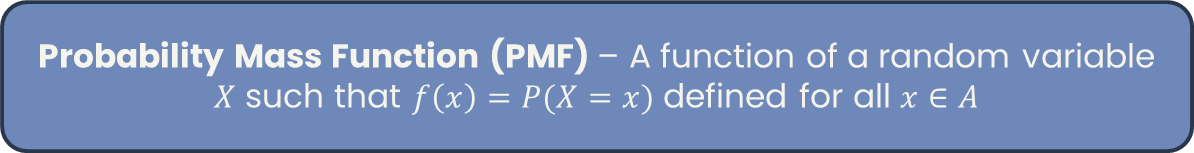 Probability Mass Function (PMF) – A function of a random variable
X such that f(x) = P(X = x) defined for all x ∈ A